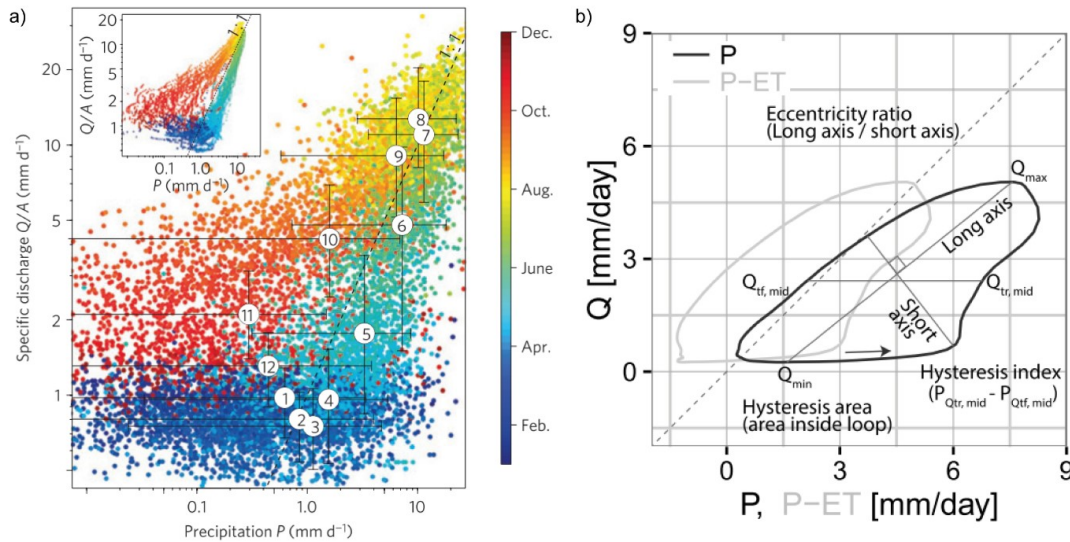 a)
Q/A (mm d⁻¹)
20
10
5
2
1
0.10
1.0
10
P (mm d⁻¹)
1:1
Specific discharge Q/A (mm d⁻¹)
20
10
5
2
1
1:1
8
7
9
6
10
11
5
12
1
4
2
3
0.1
1.0
10
Precipitation P (mm d⁻¹)
Dec.
Oct.
Aug.
June
Apr.
Feb.
b)
P
P−ET
Eccentricity ratio
(Long axis / short axis)
Qmax
Long axis
Qtf, mid
Qtr, mid
Short
axis
Qmin
Hysteresis area
(area inside loop)
Hysteresis index
(PQtr, mid - PQtf, mid)
Q [mm/day]
9
6
3
0
0
3
6
9
P, P−ET [mm/day]